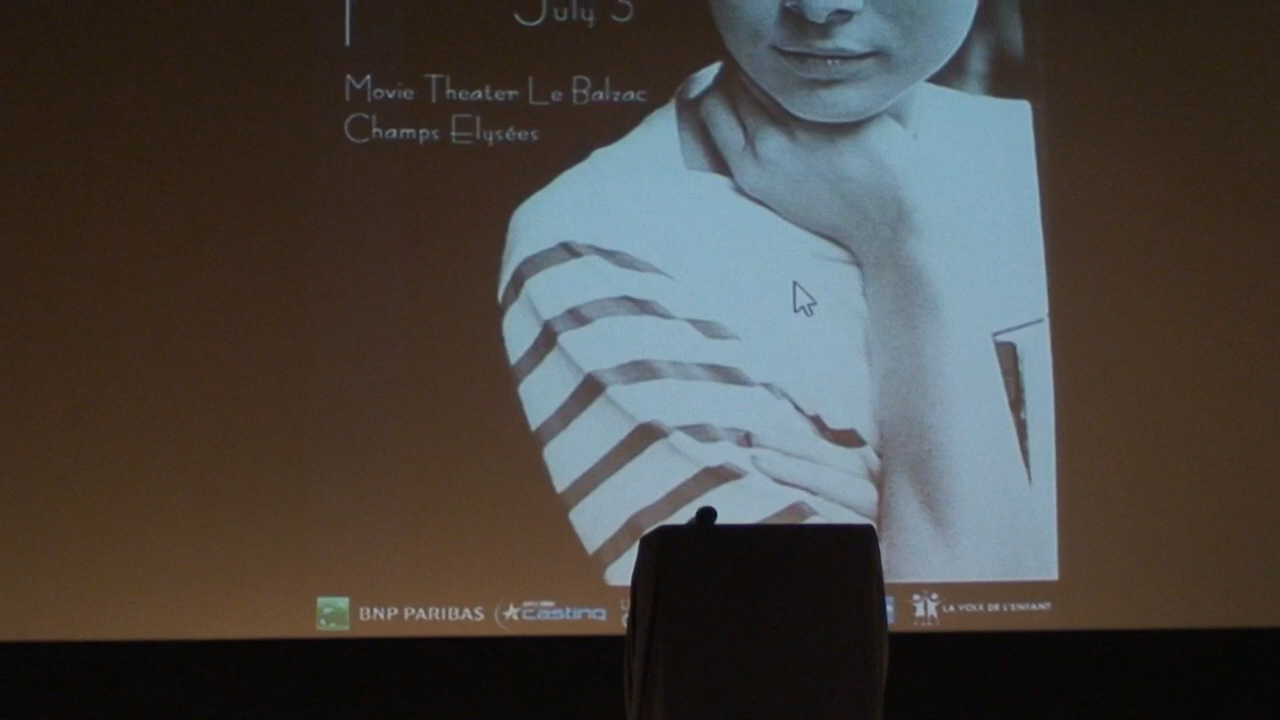 July 3
Movie Theater Le Balzac
Champs Elysées
BNP PARIBAS
Casting
LA VOIX DE L'ENFANT